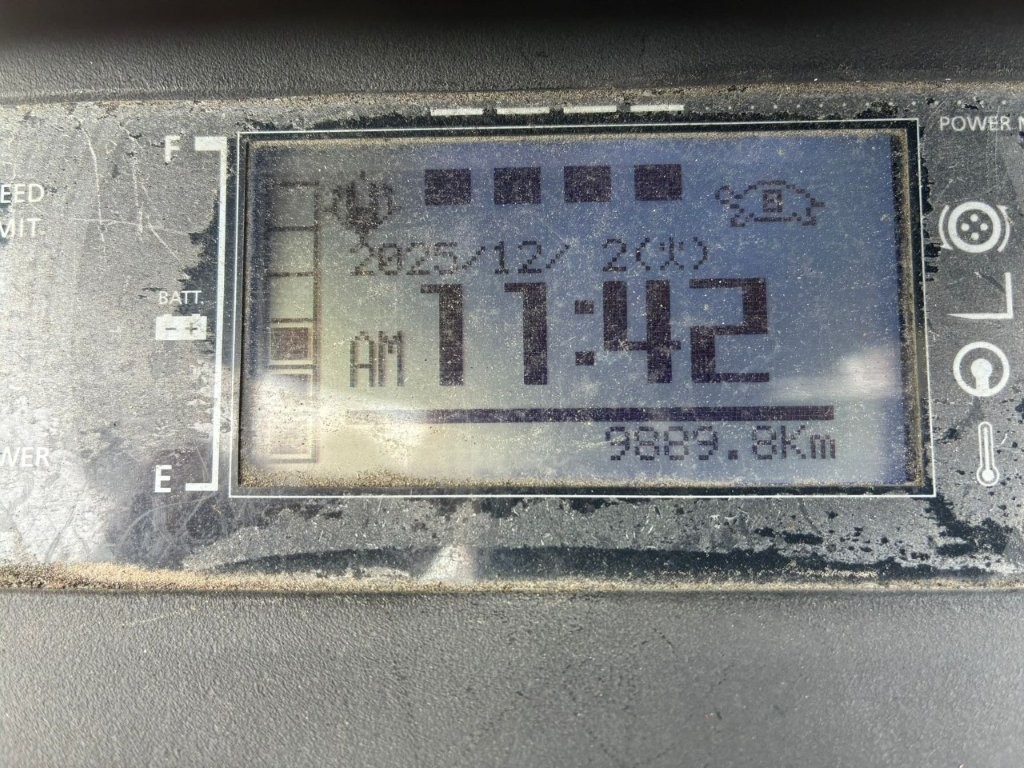 POWER
F
EED
MIT
2025/12/ 2(火)
BATT.
AM 11:42
WER
9889.8Km
E